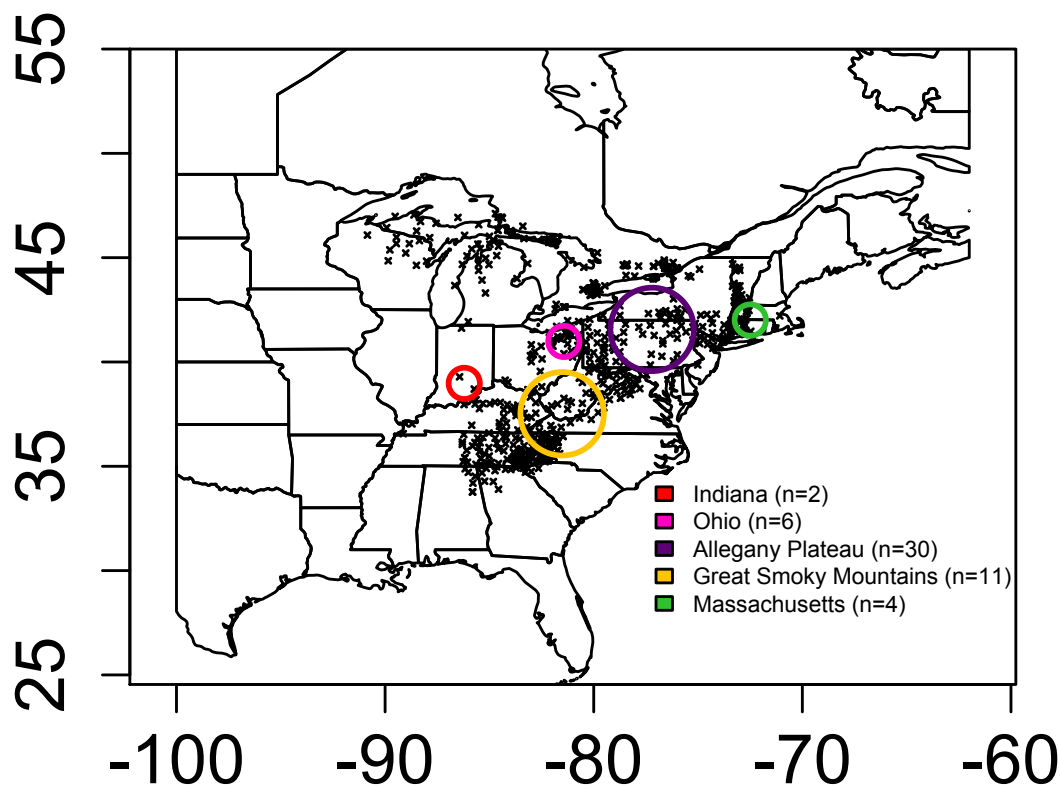 55
45
35
25
Indiana (n=2)
Ohio (n=6)
Allegany Plateau (n=30)
Great Smoky Mountains (n=11)
Massachusetts (n=4)
-100 -90 -80 -70 -60